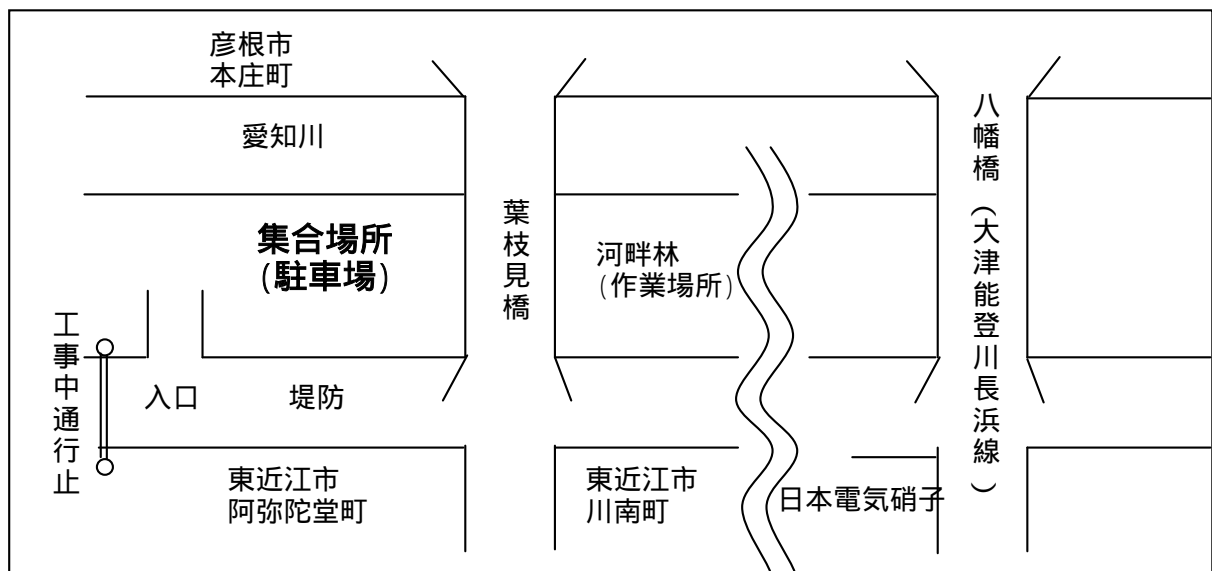 彦根市
本庄町
愛知川
集合場所
(駐車場)
葉枝見橋
河畔林
(作業場所)
八幡橋(大津能登川長浜線)
工事中通行止
入口
堤防
東近江市
阿弥陀堂町
東近江市
川南町
日本電気硝子